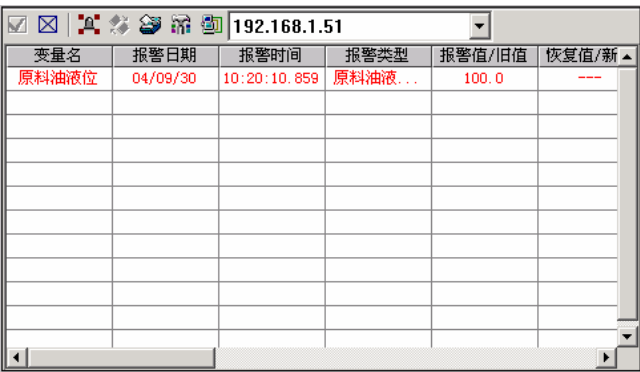 192.168.1.51
变量名 报警日期 报警时间 报警类型 报警值/旧值 恢复值/新
原料油液位 04/09/30 10:20:10.859 原料油液... 100.0 ---